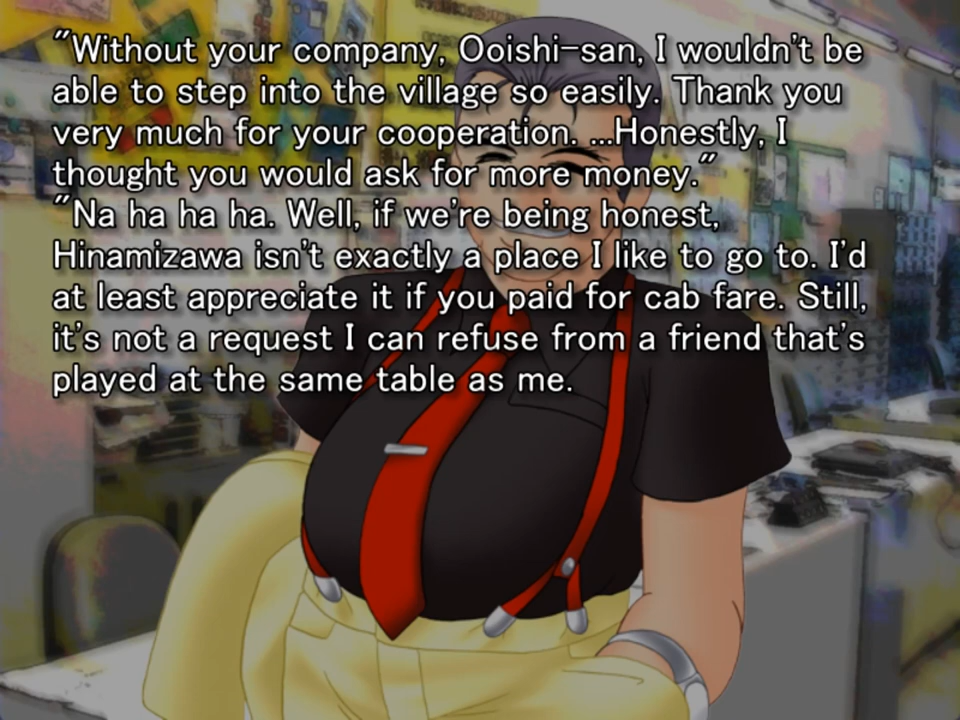 "Without your company, Ooishi-san, I wouldn't be
able to step into the village so easily. Thank you
very much for your cooperation. ...Honestly, I
thought you would ask for more money."
"Na ha ha ha. Well, if we're being honest,
Hinamizawa isn't exactly a place I like to go to. I'd
at least appreciate it if you paid for cab fare. Still,
it's not a request I can refuse from a friend that's
played at the same table as me.